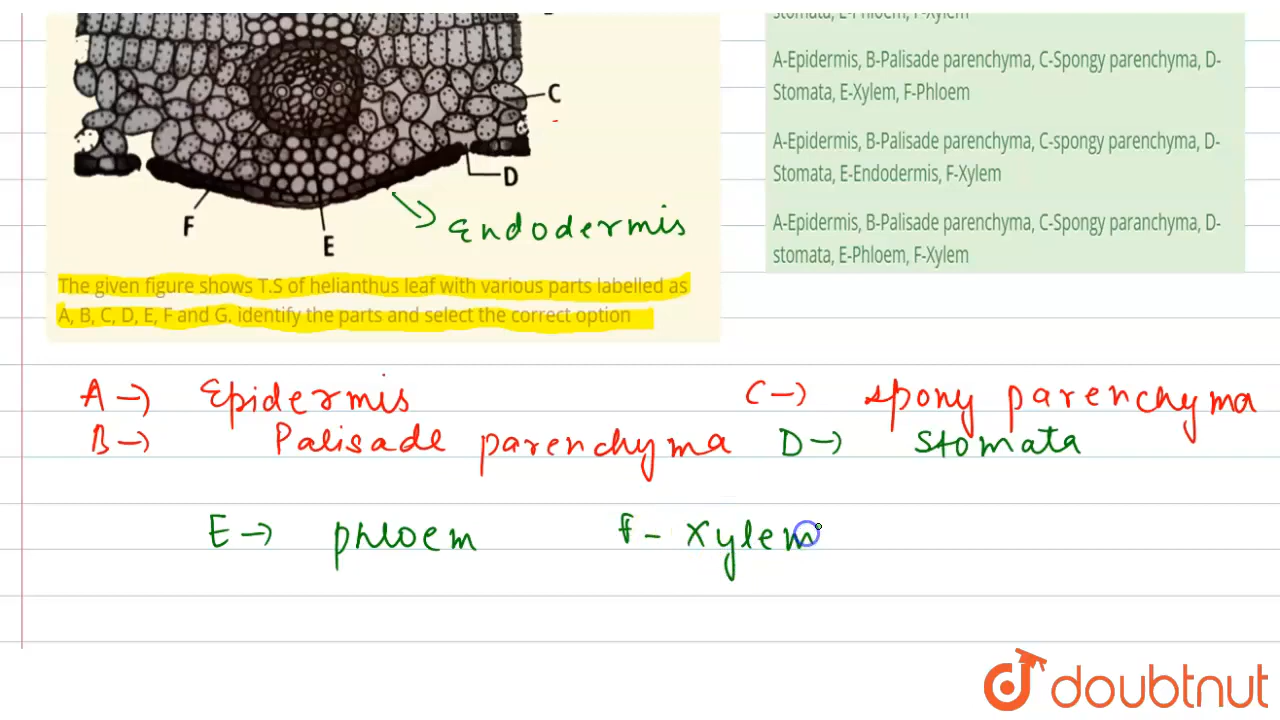 stomata, E-Phloem, F-Xylem
A-Epidermis, B-Palisade parenchyma, C-Spongy parenchyma, D-
Stomata, E-Xylem, F-Phloem
A-Epidermis, B-Palisade parenchyma, C-spongy parenchyma, D-
Stomata, E-Endodermis, F-Xylem
A-Epidermis, B-Palisade parenchyma, C-Spongy paranchyma, D-
stomata, E-Phloem, F-Xylem
C
D
F
E
Endodermis
The given figure shows T.S of helianthus leaf with various parts labelled as
A, B, C, D, E, F and G. identify the parts and select the correct option
A → Epidermis
C → spony parenchyma
B → Palisade parenchyma
D → Stomata
E → phloem
f - xylem
doubtnut